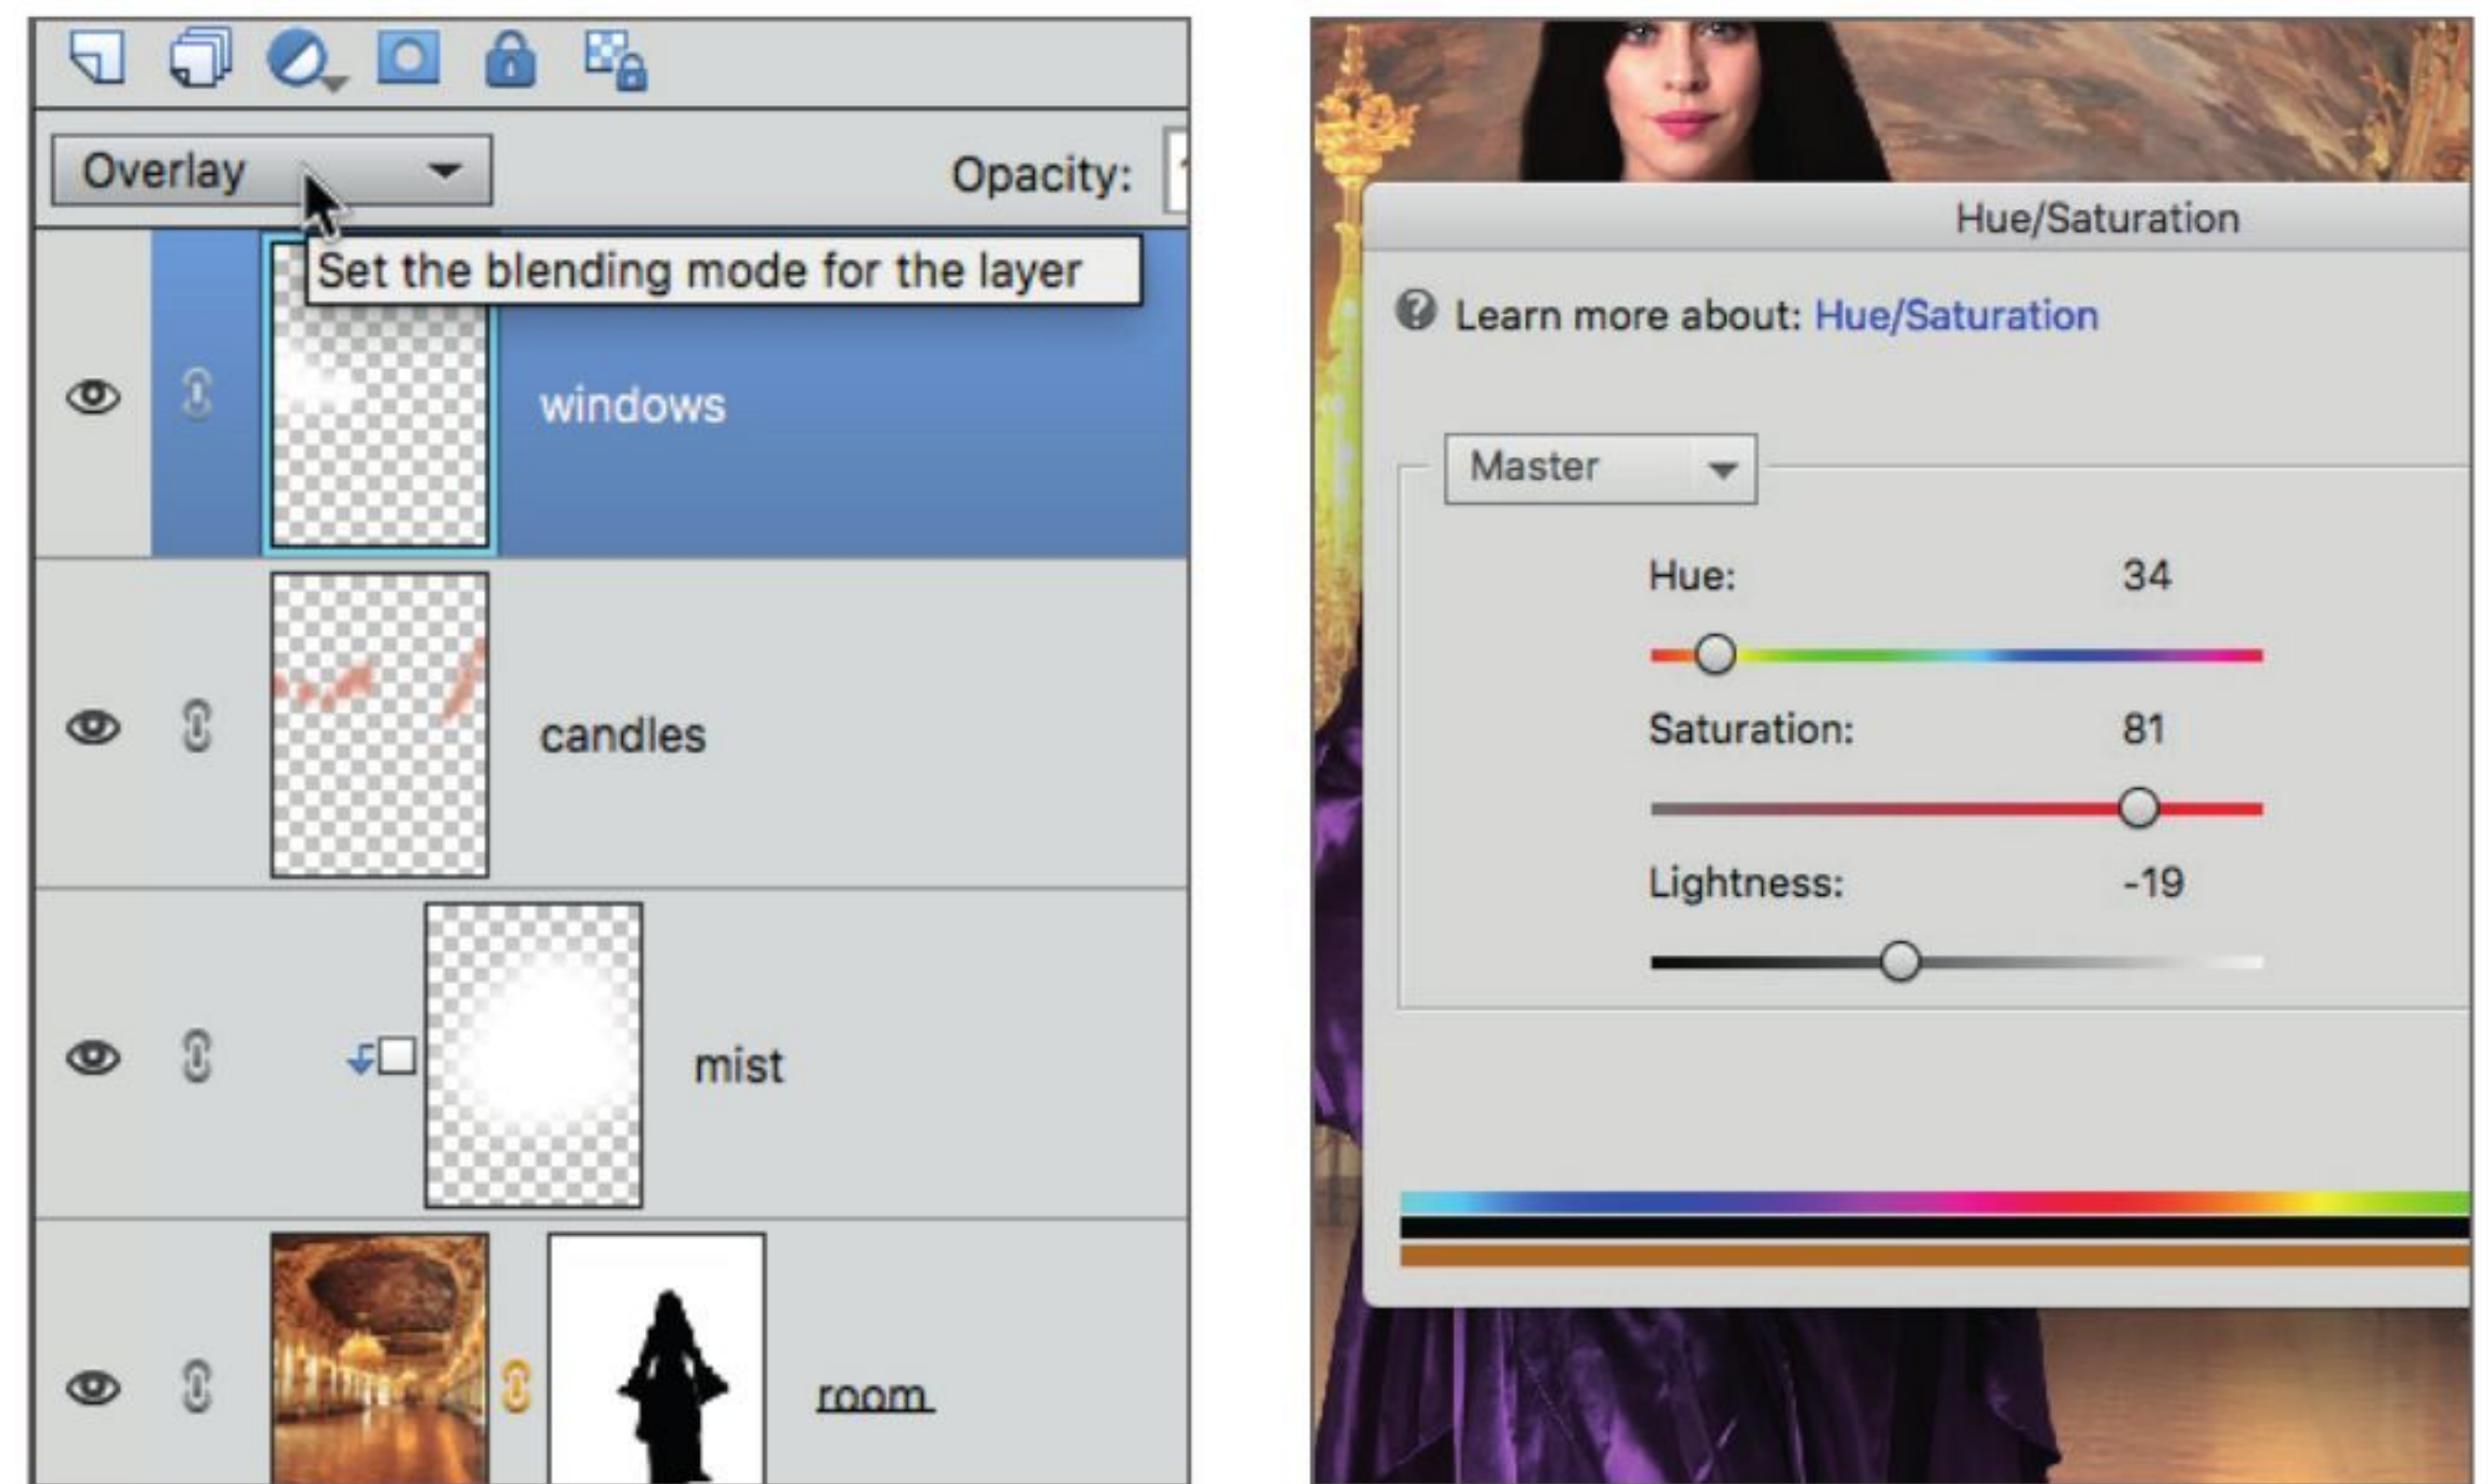 Overlay
Opacity:
Set the blending mode for the layer
windows
candles
mist
room
Hue/Saturation
Learn more about: Hue/Saturation
Master
Hue: 34
Saturation: 81
Lightness: -19